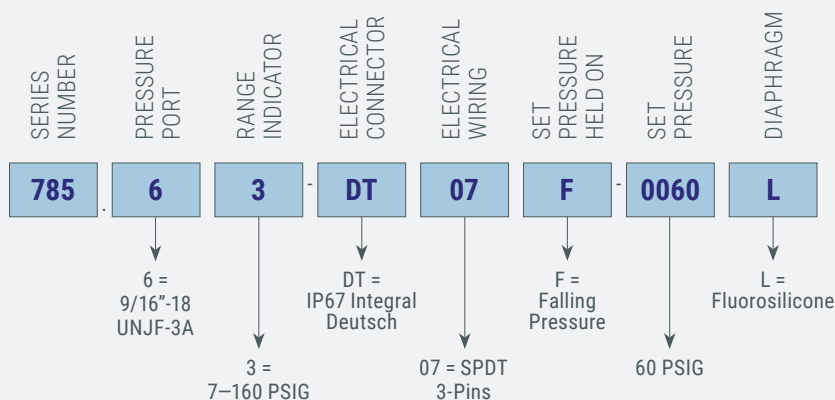 SERIES
NUMBER
PRESSURE
PORT
RANGE
INDICATOR
ELECTRICAL
CONNECTOR
ELECTRICAL
WIRING
SET
PRESSURE
HELD ON
SET
PRESSURE
DIAPHRAGM
785 . 6 3 - DT 07 F - 0060 L
6 =
9/16”-18
UNJF-3A
DT =
IP67 Integral
Deutsch
F =
Falling
Pressure
L =
Fluorosilicone
3 =
7—160 PSIG
07 = SPDT
3-Pins
60 PSIG